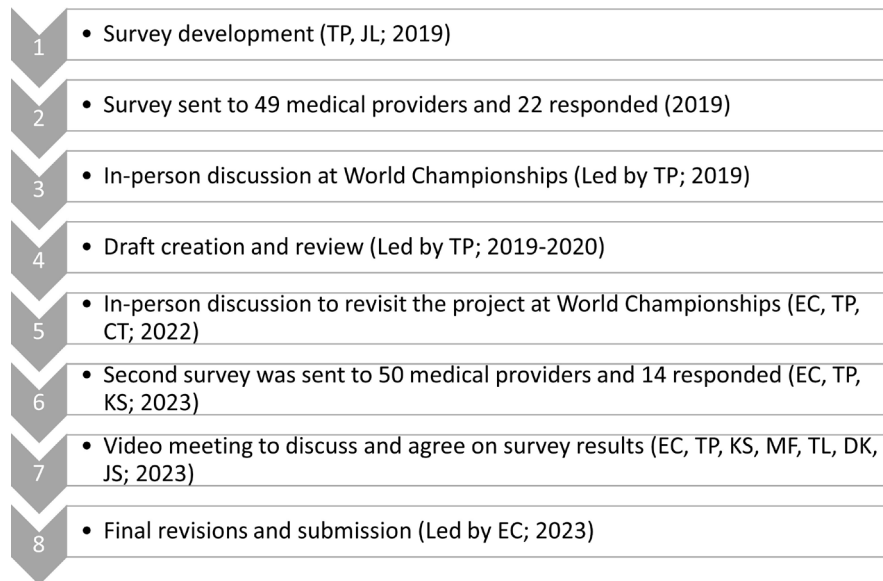 1
• Survey development (TP, JL; 2019)
2
• Survey sent to 49 medical providers and 22 responded (2019)
3
• In-person discussion at World Championships (Led by TP; 2019)
4
• Draft creation and review (Led by TP; 2019-2020)
5
• In-person discussion to revisit the project at World Championships (EC, TP,
CT; 2022)
6
• Second survey was sent to 50 medical providers and 14 responded (EC, TP,
KS; 2023)
7
• Video meeting to discuss and agree on survey results (EC, TP, KS, MF, TL, DK,
JS; 2023)
8
• Final revisions and submission (Led by EC; 2023)